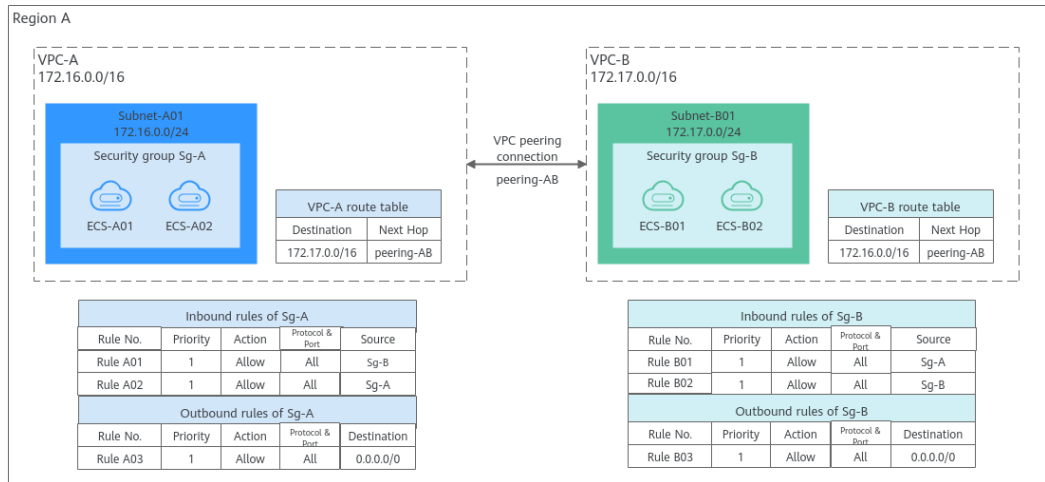 Region A
VPC-A
172.16.0.0/16
Subnet-A01
172.16.0.0/24
Security group Sg-A
ECS-A01 ECS-A02
VPC-A route table
Destination Next Hop
172.17.0.0/16 peering-AB
VPC peering
connection
peering-AB
VPC-B
172.17.0.0/16
Subnet-B01
172.17.0.0/24
Security group Sg-B
ECS-B01 ECS-B02
VPC-B route table
Destination Next Hop
172.16.0.0/16 peering-AB
Inbound rules of Sg-A
Rule No. Priority Action Protocol & Port Source
Rule A01 1 Allow All Sg-B
Rule A02 1 Allow All Sg-A
Outbound rules of Sg-A
Rule No. Priority Action Protocol & Port Destination
Rule A03 1 Allow All 0.0.0.0/0
Inbound rules of Sg-B
Rule No. Priority Action Protocol & Port Source
Rule B01 1 Allow All Sg-A
Rule B02 1 Allow All Sg-B
Outbound rules of Sg-B
Rule No. Priority Action Protocol & Port Destination
Rule B03 1 Allow All 0.0.0.0/0